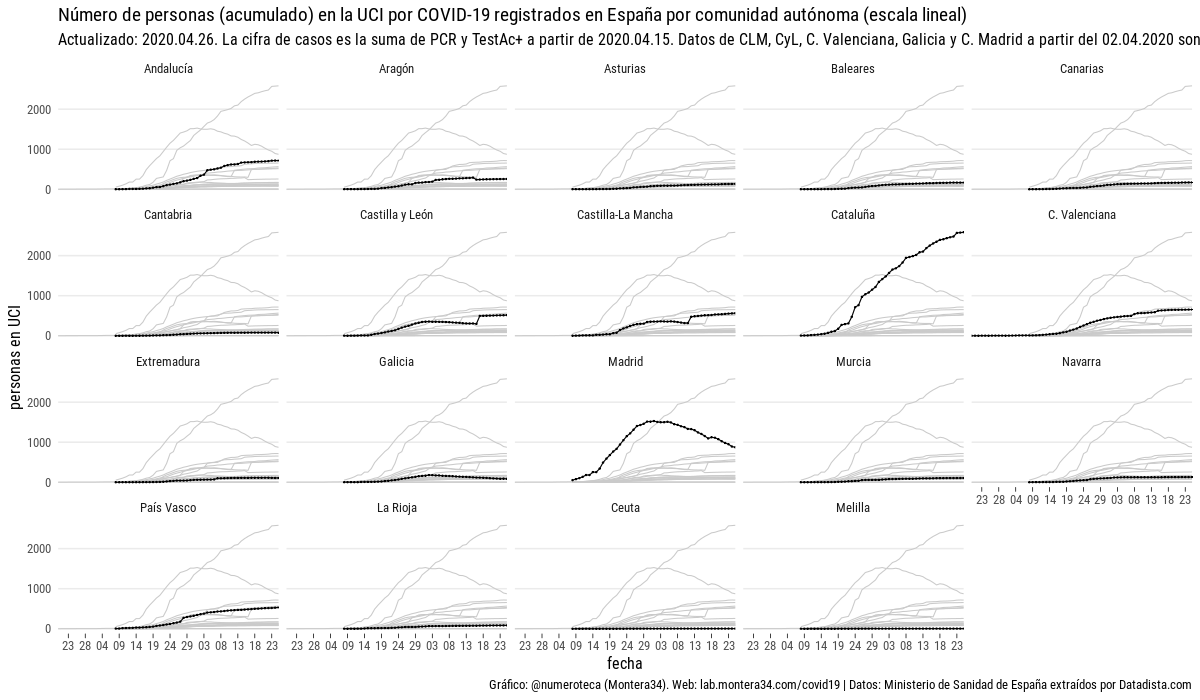 Número de personas (acumulado) en la UCI por COVID-19 registrados en España por comunidad autónoma (escala lineal)
Actualizado: 2020.04.26. La cifra de casos es la suma de PCR y TestAc+ a partir de 2020.04.15. Datos de CLM, CyL, C. Valenciana, Galicia y C. Madrid a partir del 02.04.2020 son
Andalucía Aragón Asturias Baleares Canarias
2000
1000
0
Cantabria Castilla y León Castilla-La Mancha Cataluña C. Valenciana
2000
1000
0
personas en UCI
Extremadura Galicia Madrid Murcia Navarra
2000
1000
0
23 28 04 09 14 19 24 29 03 08 13 18 23
País Vasco La Rioja Ceuta Melilla
2000
1000
0
23 28 04 09 14 19 24 29 03 08 13 18 23 23 28 04 09 14 19 24 29 03 08 13 18 23 23 28 04 09 14 19 24 29 03 08 13 18 23 23 28 04 09 14 19 24 29 03 08 13 18 23
fecha
Gráfico: @numeroteca (Montera34). Web: lab.montera34.com/covid19 | Datos: Ministerio de Sanidad de España extraídos por Datadista.com